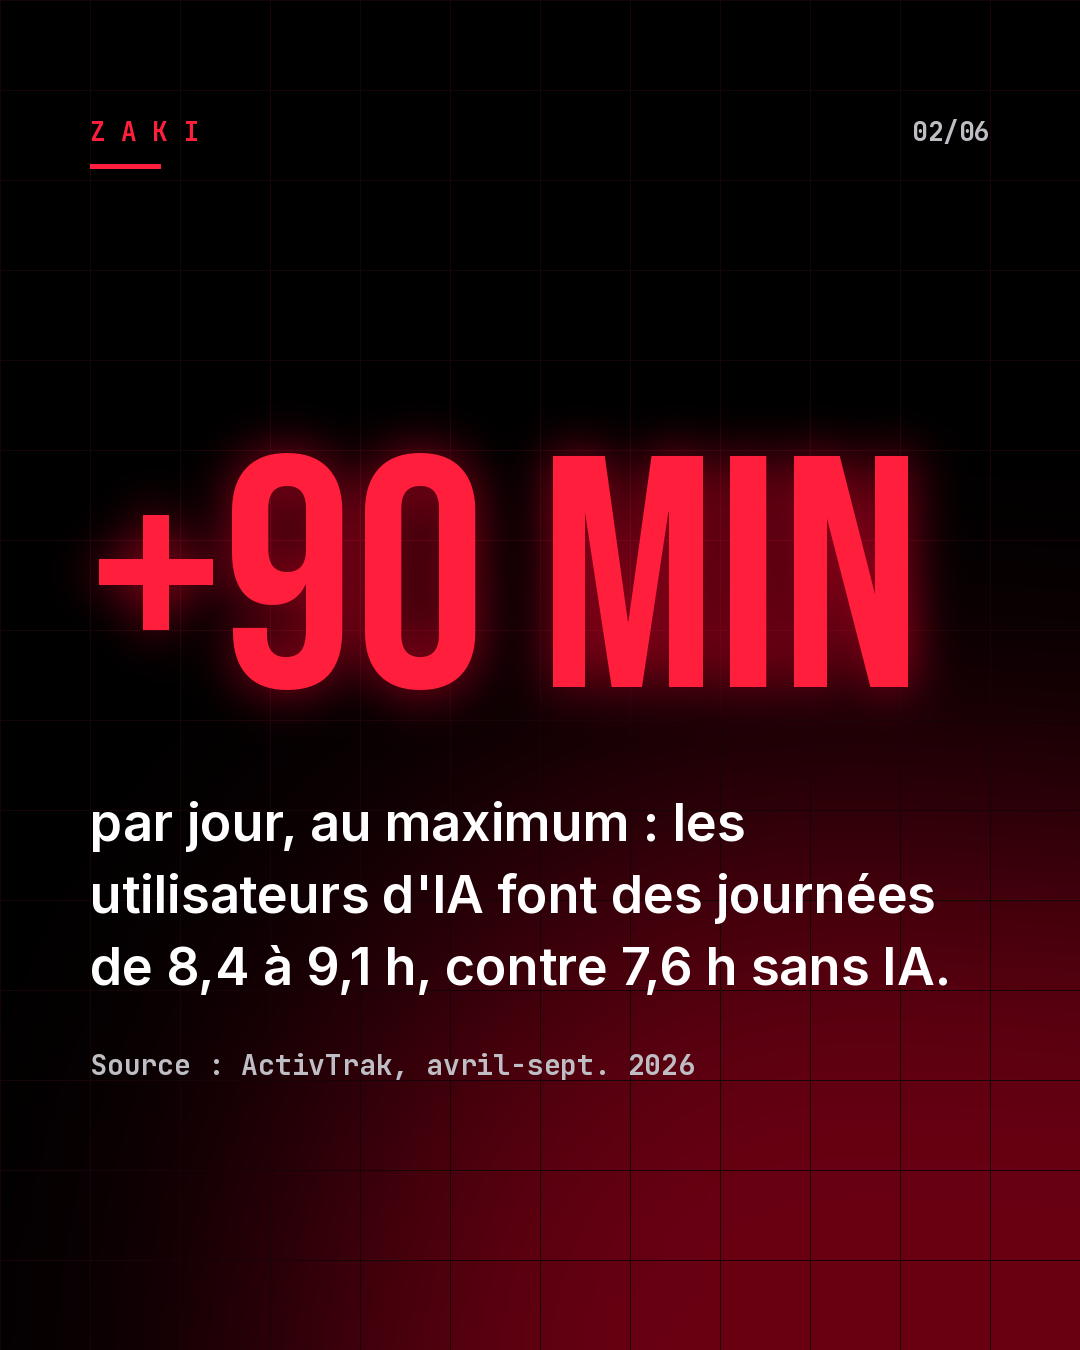 ZAKI
02/06
+90 MIN
par jour, au maximum : les
utilisateurs d'IA font des journées
de 8,4 à 9,1 h, contre 7,6 h sans IA.
Source : ActivTrak, avril-sept. 2026